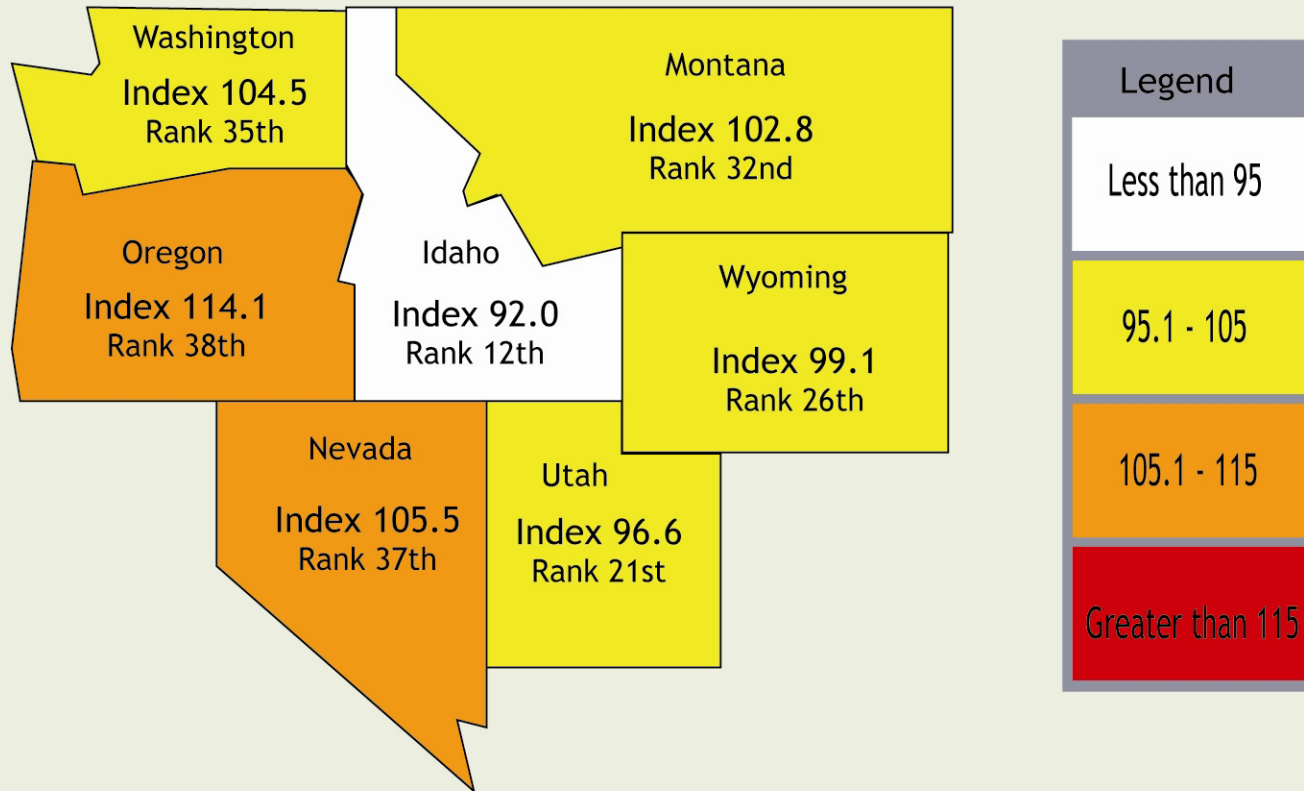 Washington
Index 104.5
Rank 35th
Montana
Index 102.8
Rank 32nd
Oregon
Index 114.1
Rank 38th
Idaho
Index 92.0
Rank 12th
Wyoming
Index 99.1
Rank 26th
Nevada
Index 105.5
Rank 37th
Utah
Index 96.6
Rank 21st
Legend
Less than 95
95.1 - 105
105.1 - 115
Greater than 115